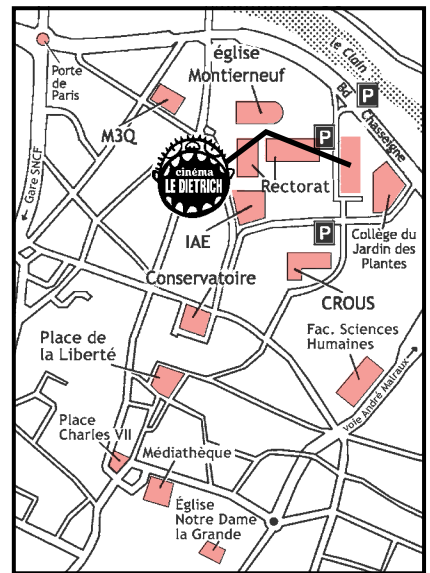 église
Montierneuf
le Clain
Porte
de
Paris
P
Bd Chasseigne
M3Q
cinéma
LE DIETRICH
P
Rectorat
← Gare SNCF
P
IAE
Collège du
Jardin des
Plantes
Conservatoire
CROUS
Fac. Sciences
Humaines
Place de
la Liberté
voie André Malraux →
Place
Charles VII
Médiathèque
Église
Notre Dame
la Grande